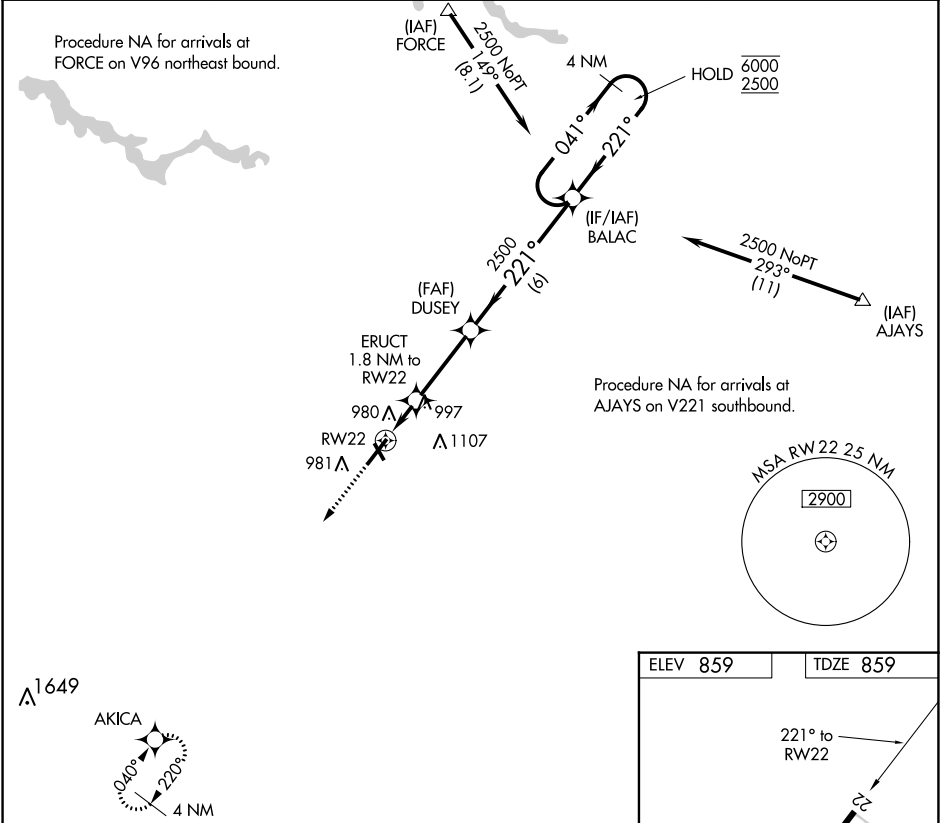 Procedure NA for arrivals at
FORCE on V96 northeast bound.
(IAF)
FORCE
2500 NoPT
149°
(8.1)
4 NM
HOLD
6000
2500
041°
221°
(IF/IAF)
BALAC
2500
221°
(6)
2500 NoPT
293°
(11)
(IAF)
AJAYS
(FAF)
DUSEY
ERUCT
1.8 NM to
RW22
980
997
RW22
1107
981
Procedure NA for arrivals at
AJAYS on V221 southbound.
MSA RW22 25 NM
2900
1649
AKICA
040°
220°
4 NM
ELEV 859
TDZE 859
221° to
RW22
22